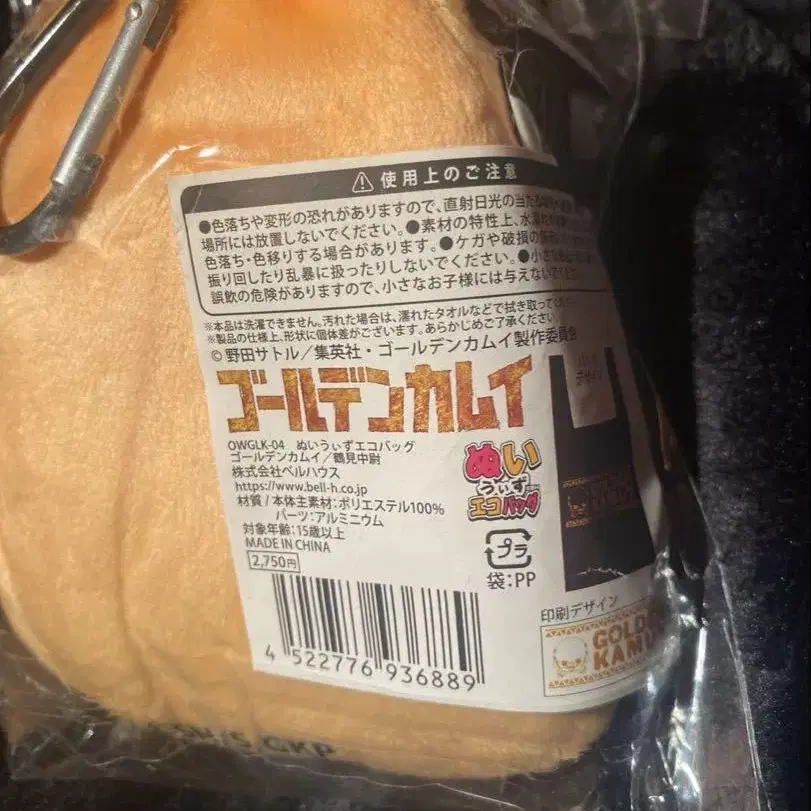 ⚠ 使用上のご注意
●色落ちや変形の恐れがありますので、直射日光の当たる
場所には放置しないでください。●素材の特性上、水濡れや
色落ち・色移りする場合があります。●ケガや破損の
振り回したり乱暴に扱ったりしないでください。●小さな
誤飲の危険がありますので、小さなお子様には与えないで
※本品は洗濯できません。汚れた場合は、濡れたタオルなどで拭き取って
※製品の仕様上、形状に個体差がございます。あらかじめご了承ください。
© 野田サトル／集英社・ゴールデンカムイ製作委員会
ゴールデンカムイ
OWGLK-04 ぬいうぃずエコバッグ
ゴールデンカムイ／鶴見中尉
株式会社ベルハウス
https://www.bell-h.co.jp
材質 / 本体主素材：ポリエステル100%
パーツ：アルミニウム
対象年齢：15歳以上
MADE IN CHINA
2,750円
4 522776 936889
ぬい
うぃず
エコバッグ
プラ
袋：PP
デザイン
印刷デザイン
GOLD
KAMU